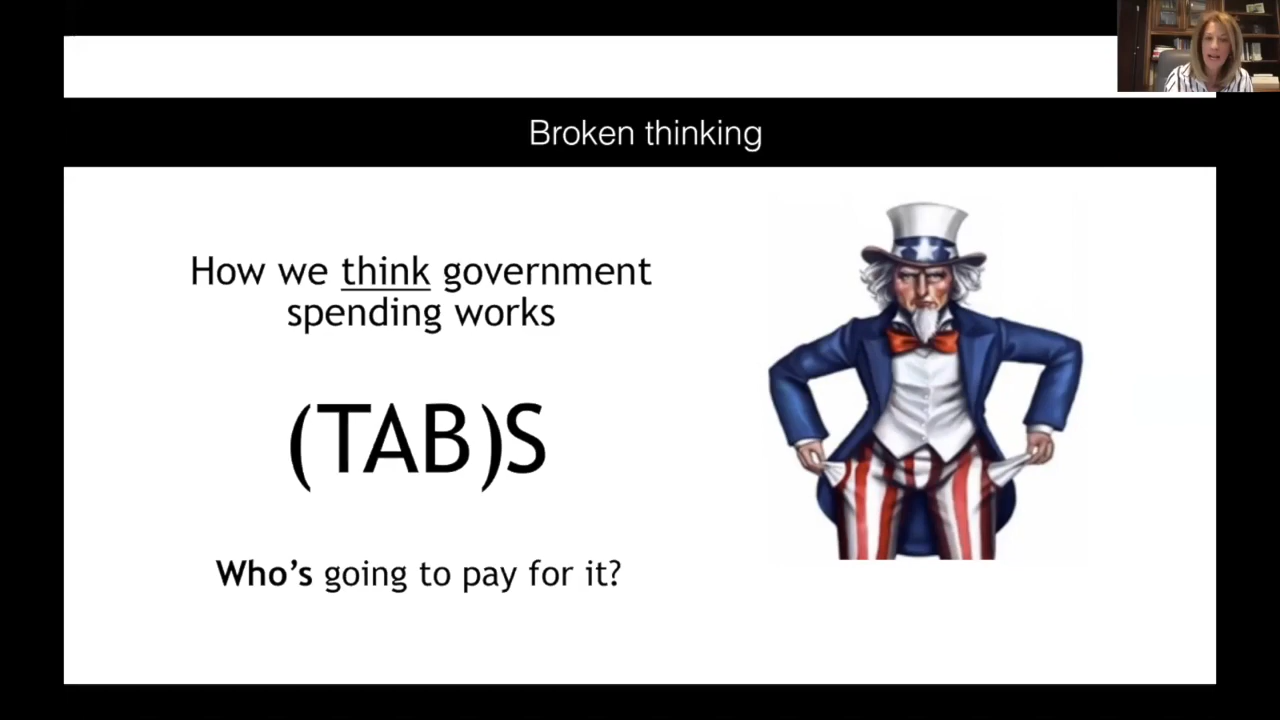 Broken thinking
How we think government
spending works
(TAB)S
Who's going to pay for it?